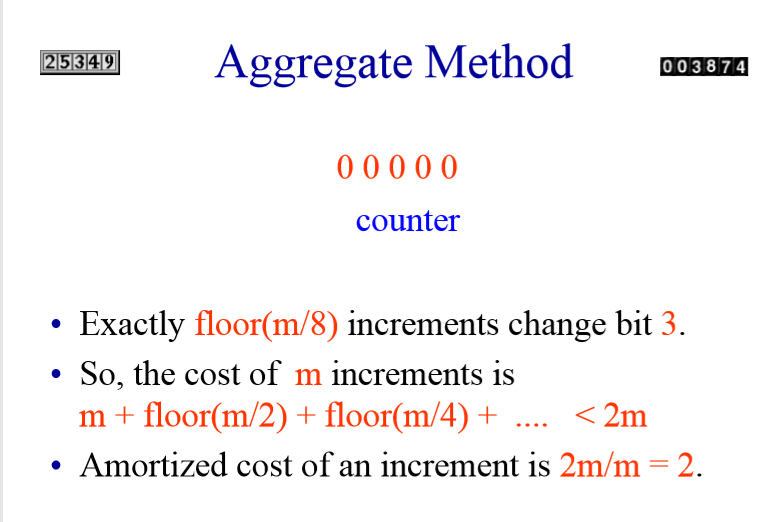 25349
Aggregate Method
003874
0 0 0 0 0
counter
• Exactly floor(m/8) increments change bit 3.
• So, the cost of m increments is
m + floor(m/2) + floor(m/4) + .... < 2m
• Amortized cost of an increment is 2m/m = 2.